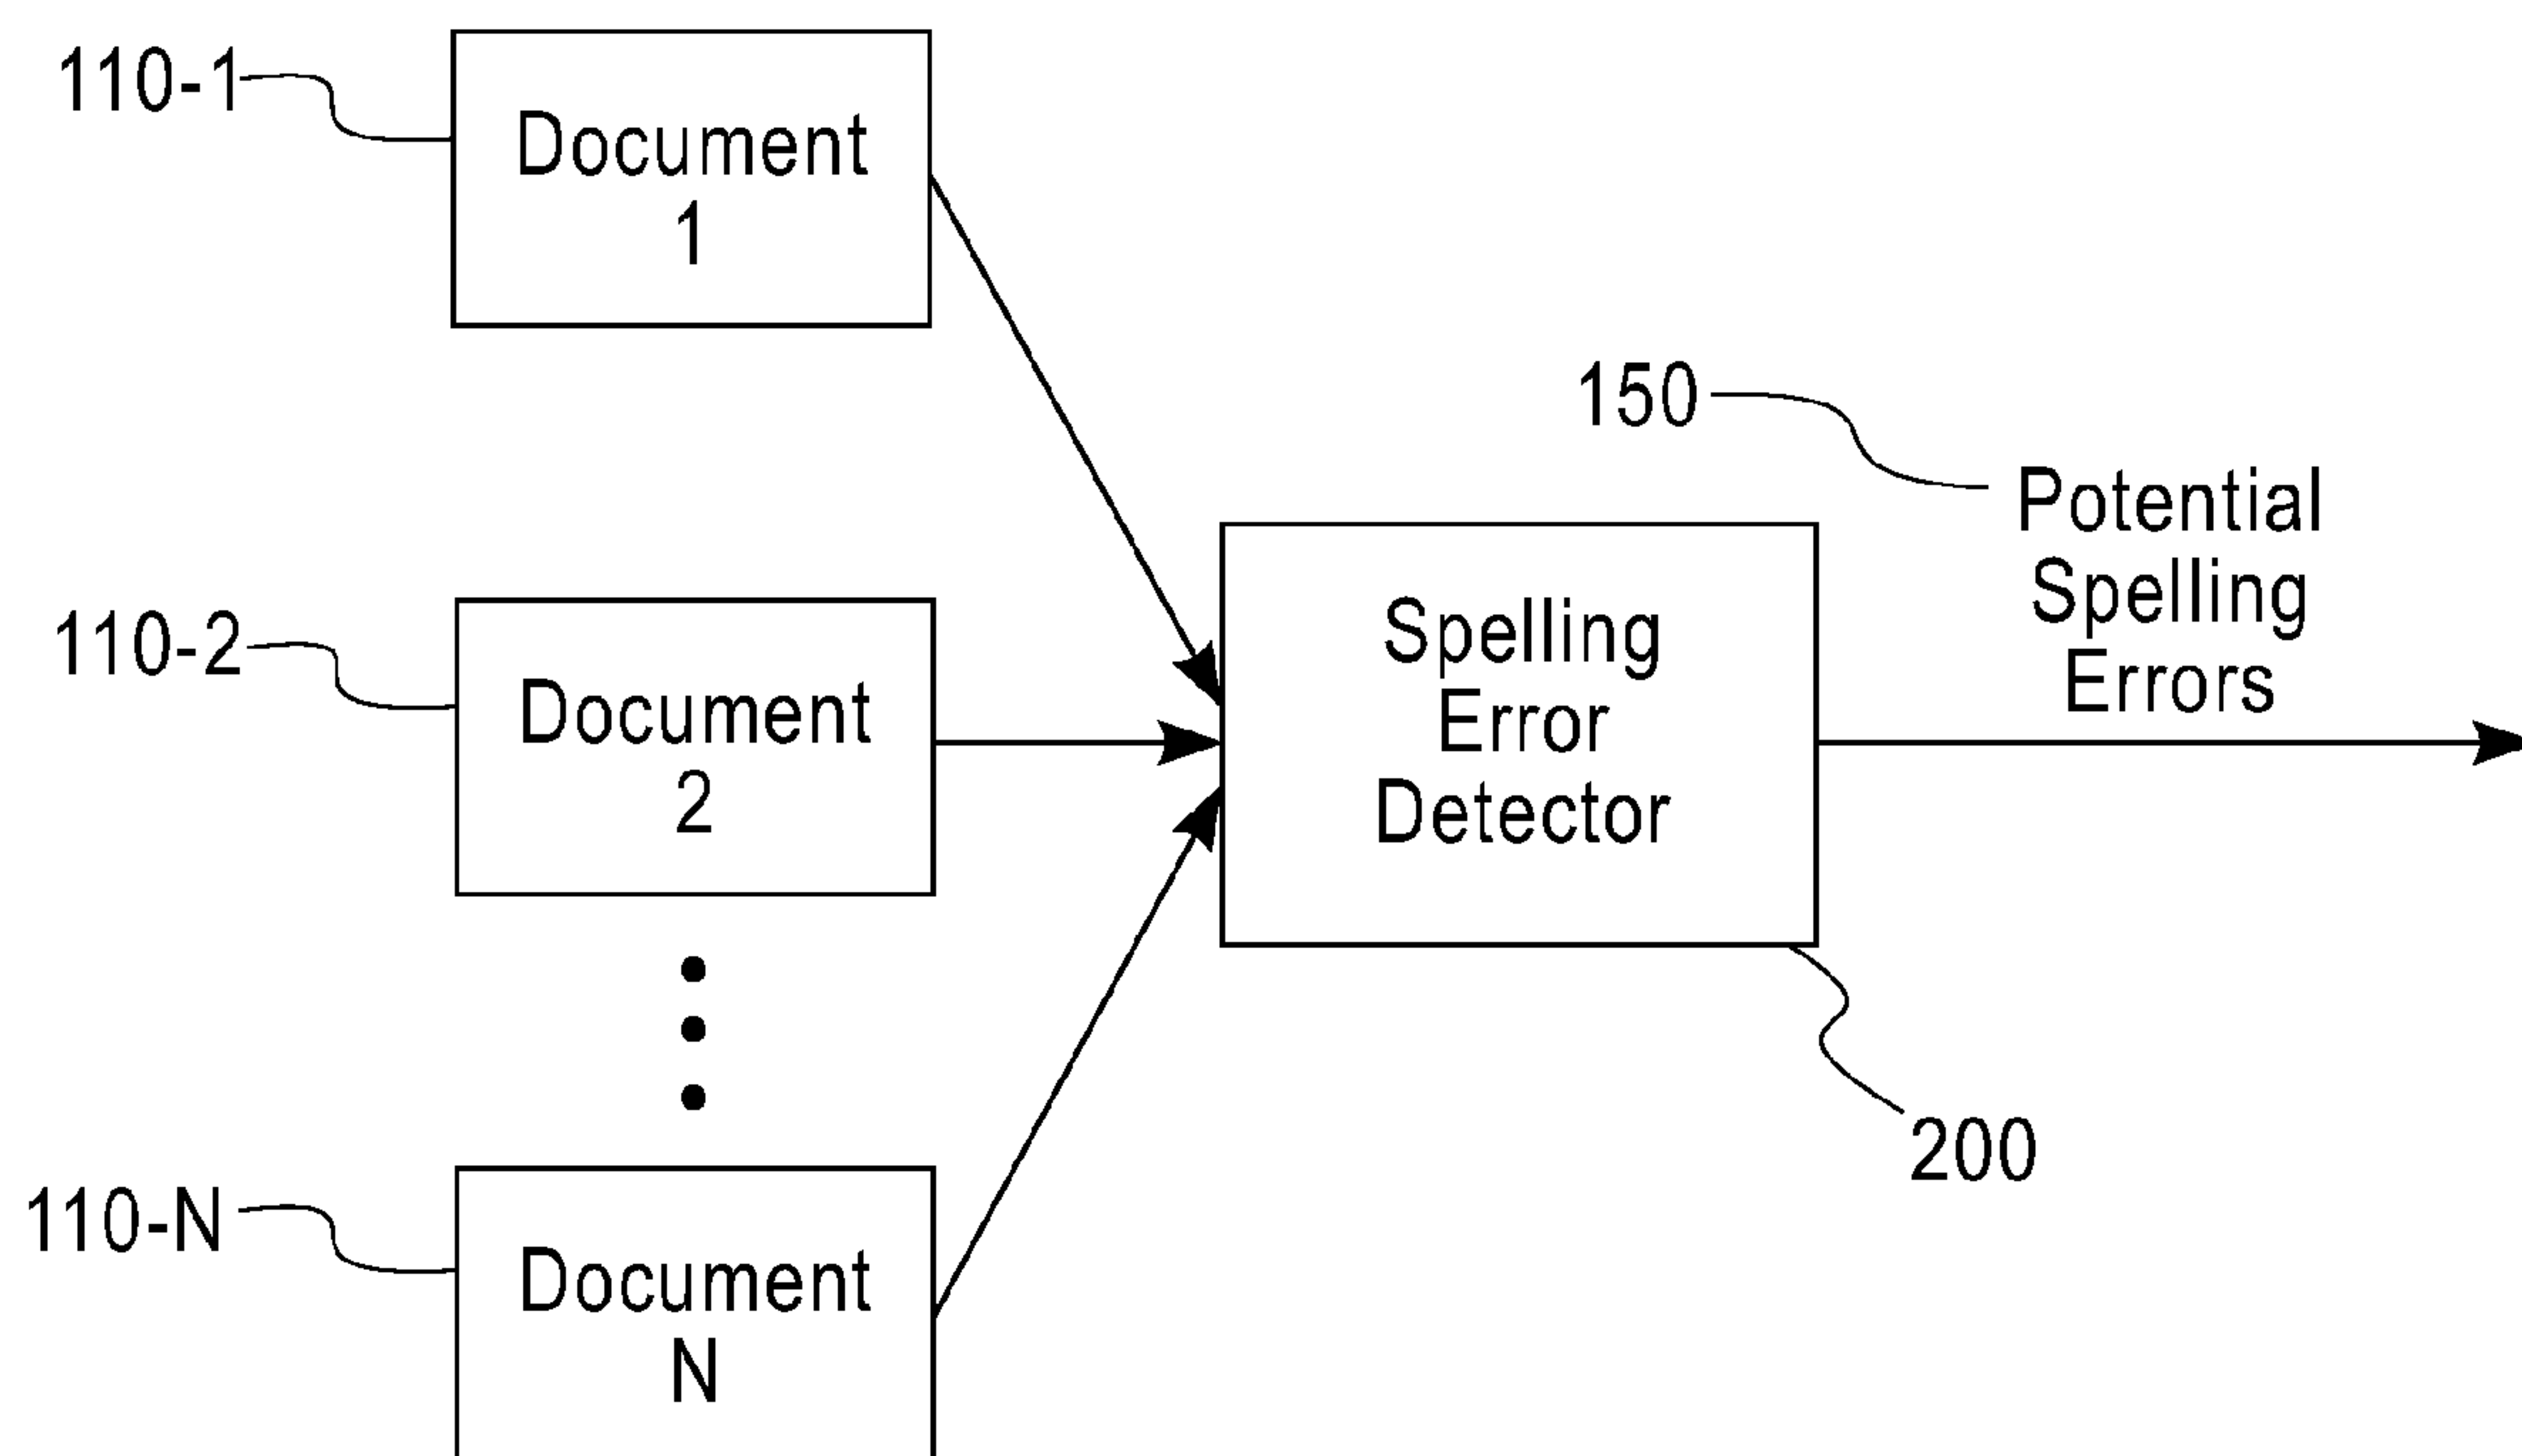 110-1
Document
1
150
Potential
Spelling
Errors
110-2
Document
2
Spelling
Error
Detector
200
110-N
Document
N